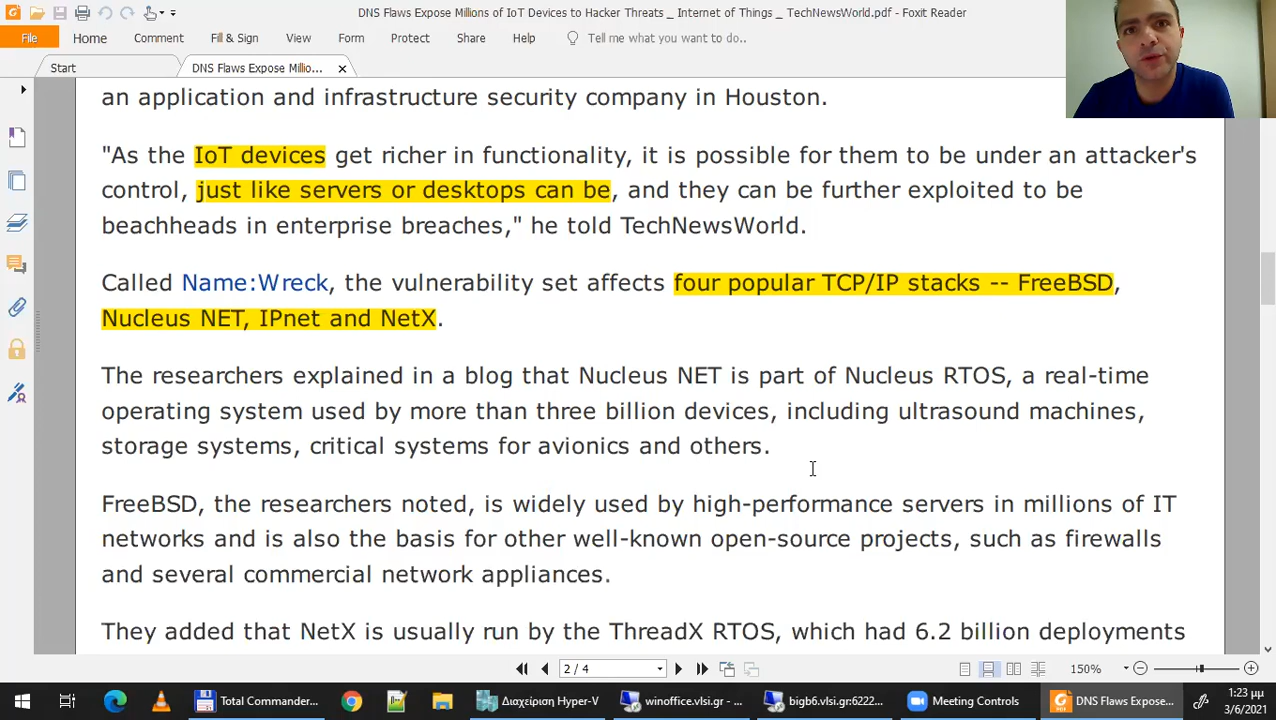 DNS Flaws Expose Millions of IoT Devices to Hacker Threats _ Internet of Things _ TechNewsWorld.pdf - Foxit Reader
File Home Comment Fill & Sign View Form Protect Share Help Tell me what you want to do..
Start DNS Flaws Expose Millio...
an application and infrastructure security company in Houston.
"As the IoT devices get richer in functionality, it is possible for them to be under an attacker's
control, just like servers or desktops can be, and they can be further exploited to be
beachheads in enterprise breaches," he told TechNewsWorld.
Called Name:Wreck, the vulnerability set affects four popular TCP/IP stacks -- FreeBSD,
Nucleus NET, IPnet and NetX.
The researchers explained in a blog that Nucleus NET is part of Nucleus RTOS, a real-time
operating system used by more than three billion devices, including ultrasound machines,
storage systems, critical systems for avionics and others.
FreeBSD, the researchers noted, is widely used by high-performance servers in millions of IT
networks and is also the basis for other well-known open-source projects, such as firewalls
and several commercial network appliances.
They added that NetX is usually run by the ThreadX RTOS, which had 6.2 billion deployments
2 / 4 150%
Total Commander... Διαχείριση Hyper-V winoffice.vlsi.gr - ... bigb6.vlsi.gr:6222... Meeting Controls DNS Flaws Expose... 1:23 μμ
3/6/2021